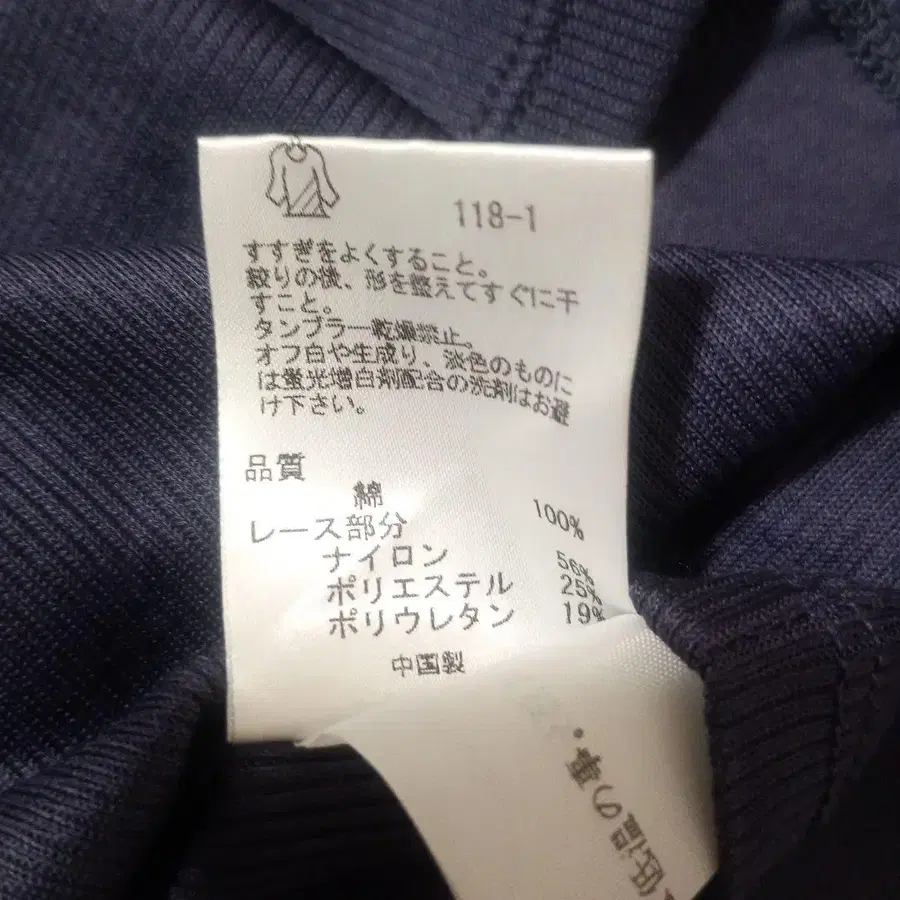 118-1
すすぎをよくすること。
絞りの後、形を整えてすぐに干
すこと。
タンブラー乾燥禁止。
オフ白や生成り、淡色のものに
は蛍光増白剤配合の洗剤はお避
け下さい。
品質
綿 100%
レース部分
ナイロン 56%
ポリエステル 25%
ポリウレタン 19%
中国製
低温の事。